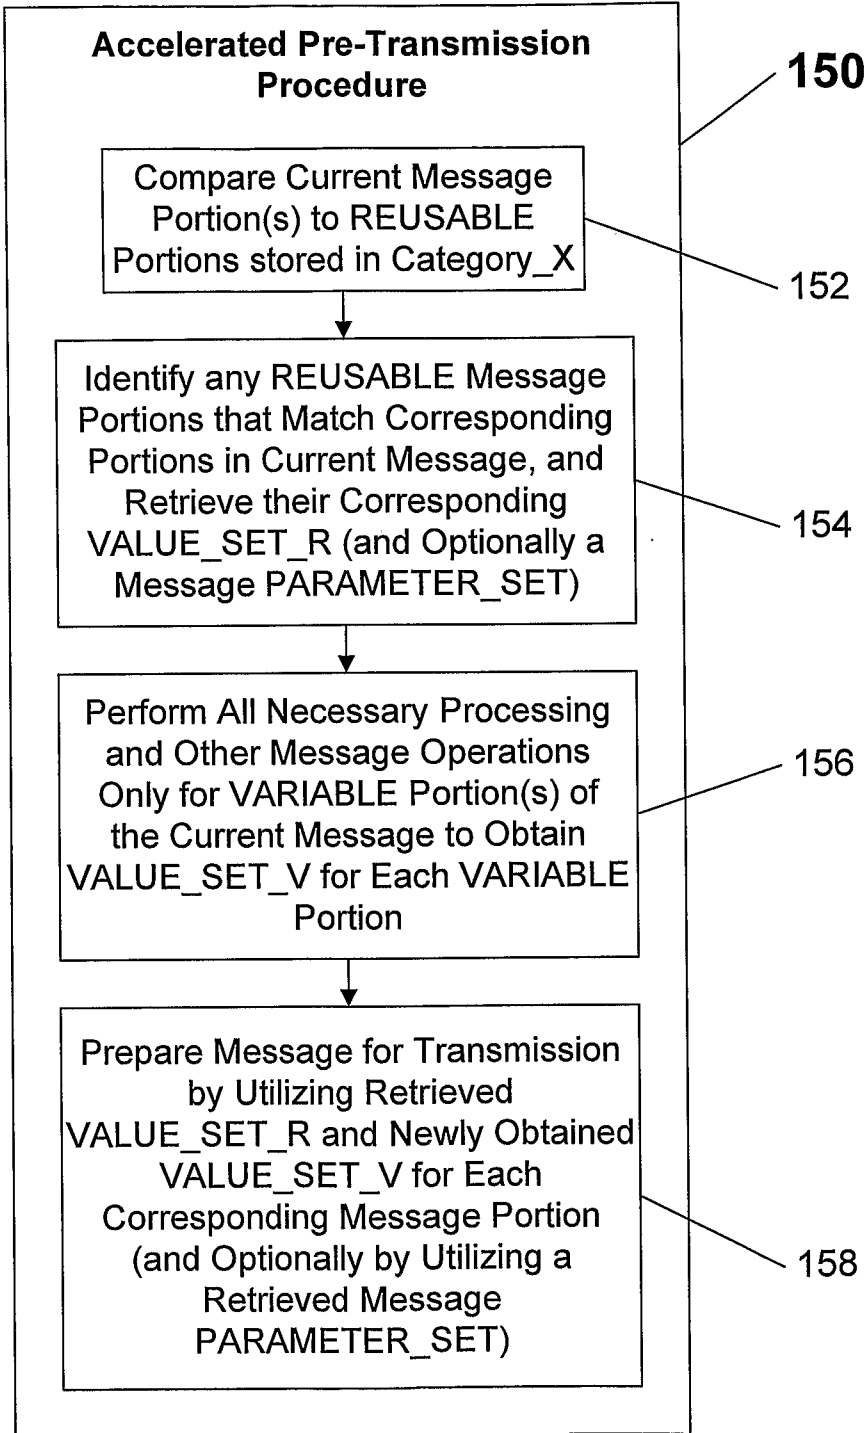 Accelerated Pre-Transmission
Procedure
150
Compare Current Message
Portion(s) to REUSABLE
Portions stored in Category_X
152
Identify any REUSABLE Message
Portions that Match Corresponding
Portions in Current Message, and
Retrieve their Corresponding
VALUE_SET_R (and Optionally a
Message PARAMETER_SET)
154
Perform All Necessary Processing
and Other Message Operations
Only for VARIABLE Portion(s) of
the Current Message to Obtain
VALUE_SET_V for Each VARIABLE
Portion
156
Prepare Message for Transmission
by Utilizing Retrieved
VALUE_SET_R and Newly Obtained
VALUE_SET_V for Each
Corresponding Message Portion
(and Optionally by Utilizing a
Retrieved Message
PARAMETER_SET)
158